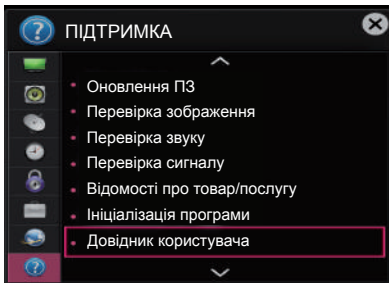 ПІДТРИМКА
Оновлення ПЗ
Перевірка зображення
Перевірка звуку
Перевірка сигналу
Відомості про товар/послугу
Ініціалізація програми
Довідник користувача